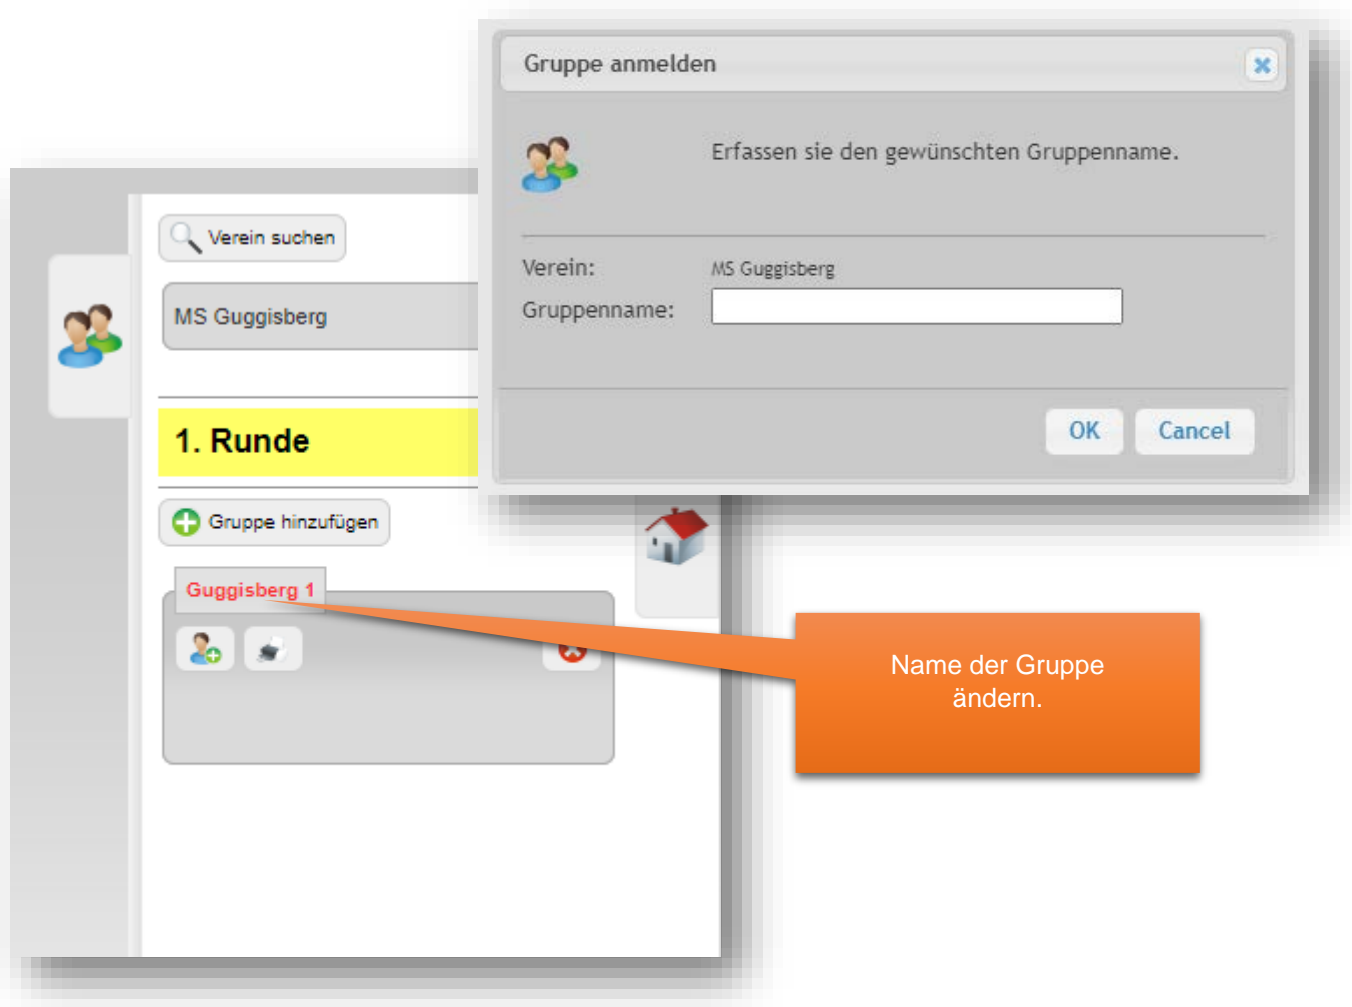 Gruppe anmelden
Erfassen sie den gewünschten Gruppenname.
Verein: MS Guggisberg
Gruppenname:
OK Cancel
Verein suchen
MS Guggisberg
1. Runde
Gruppe hinzufügen
Guggisberg 1
Name der Gruppe
ändern.